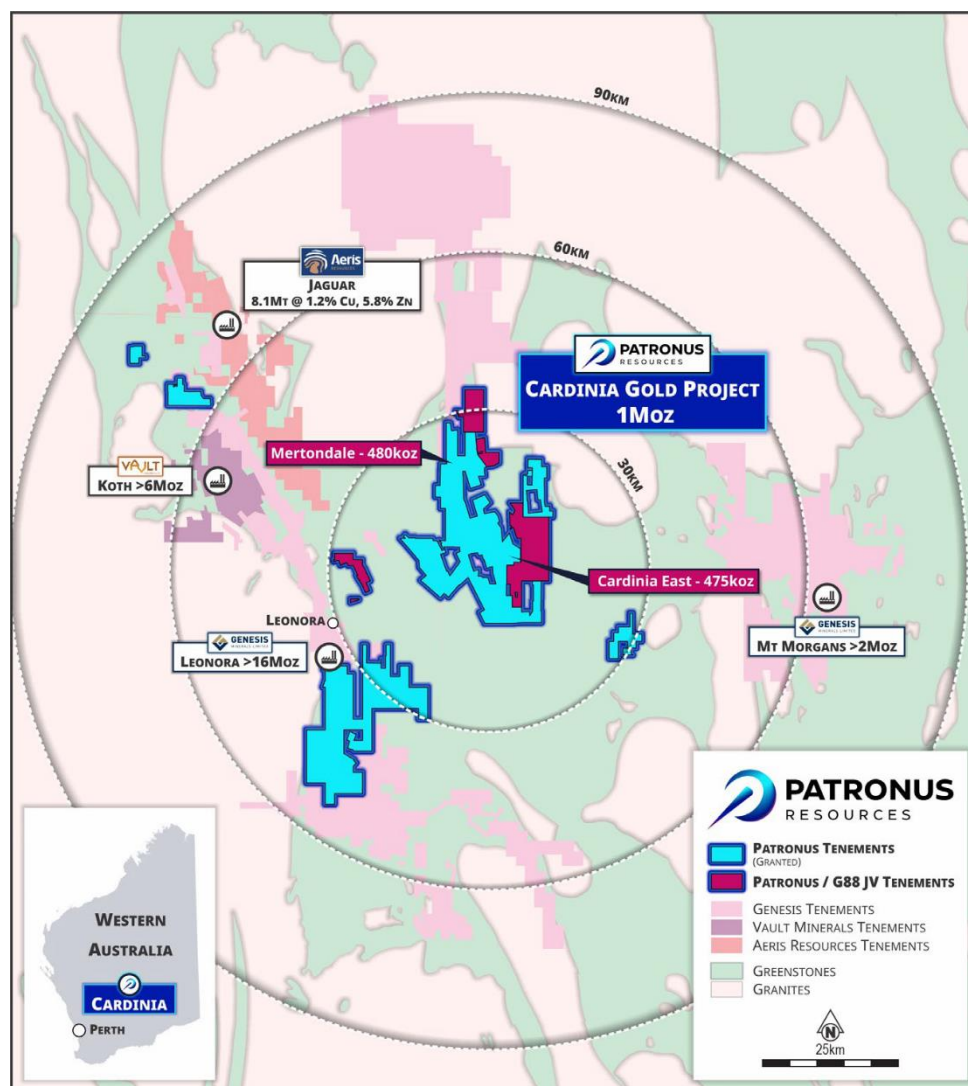 90KM
60KM
Aeris
RESOURCES
JAGUAR
8.1MT @ 1.2% CU, 5.8% ZN
PATRONUS
RESOURCES
CARDINIA GOLD PROJECT
1MOZ
Mertondale - 480koz
30KM
VAULT
KOTH >6MOZ
Cardinia East - 475koz
LEONORA
GENESIS
MINERALS LIMITED
LEONORA >16MOZ
GENESIS
MINERALS LIMITED
MT MORGANS >2MOZ
PATRONUS
RESOURCES
PATRONUS TENEMENTS
(GRANTED)
PATRONUS / G88 JV TENEMENTS
GENESIS TENEMENTS
VAULT MINERALS TENEMENTS
AERIS RESOURCES TENEMENTS
GREENSTONES
GRANITES
N
25km
WESTERN
AUSTRALIA
CARDINIA
PERTH